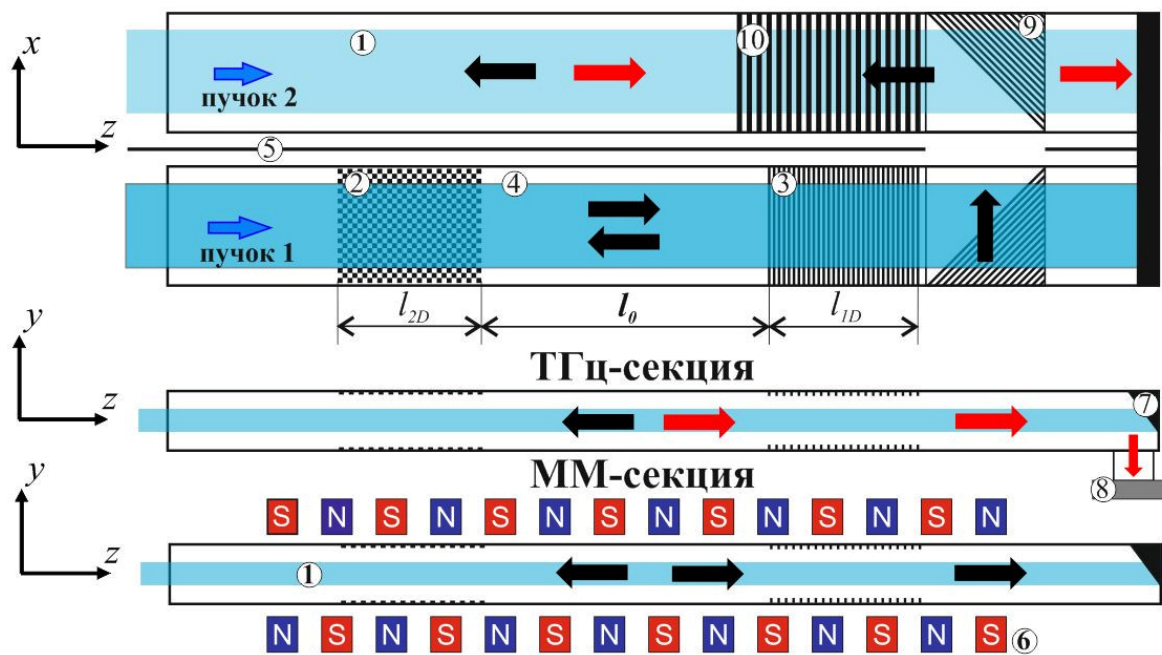 x
1
10
9
пучок 2
z
5
2
4
3
пучок 1
l2D
l0
l1D
y
ТГц-секция
z
7
ММ-секция
8
y
S N S N S N S N S N S N S N
z
1
N S N S N S N S N S N S N S
6